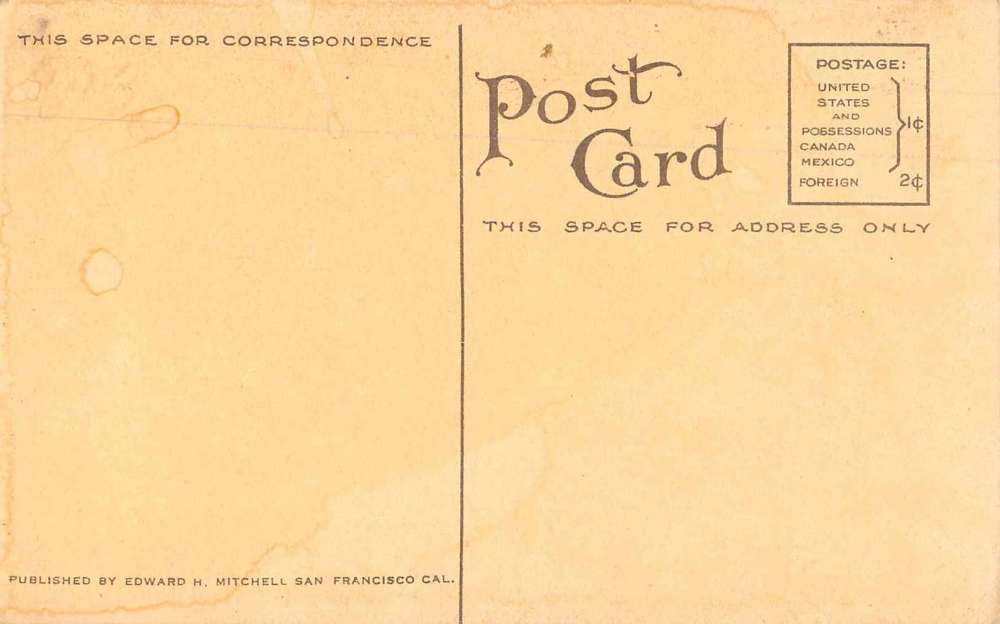 THIS SPACE FOR CORRESPONDENCE
Post
Card
POSTAGE:
UNITED
STATES
AND
POSSESSIONS
CANADA
MEXICO
1¢
FOREIGN 2¢
THIS SPACE FOR ADDRESS ONLY
PUBLISHED BY EDWARD H. MITCHELL SAN FRANCISCO CAL.